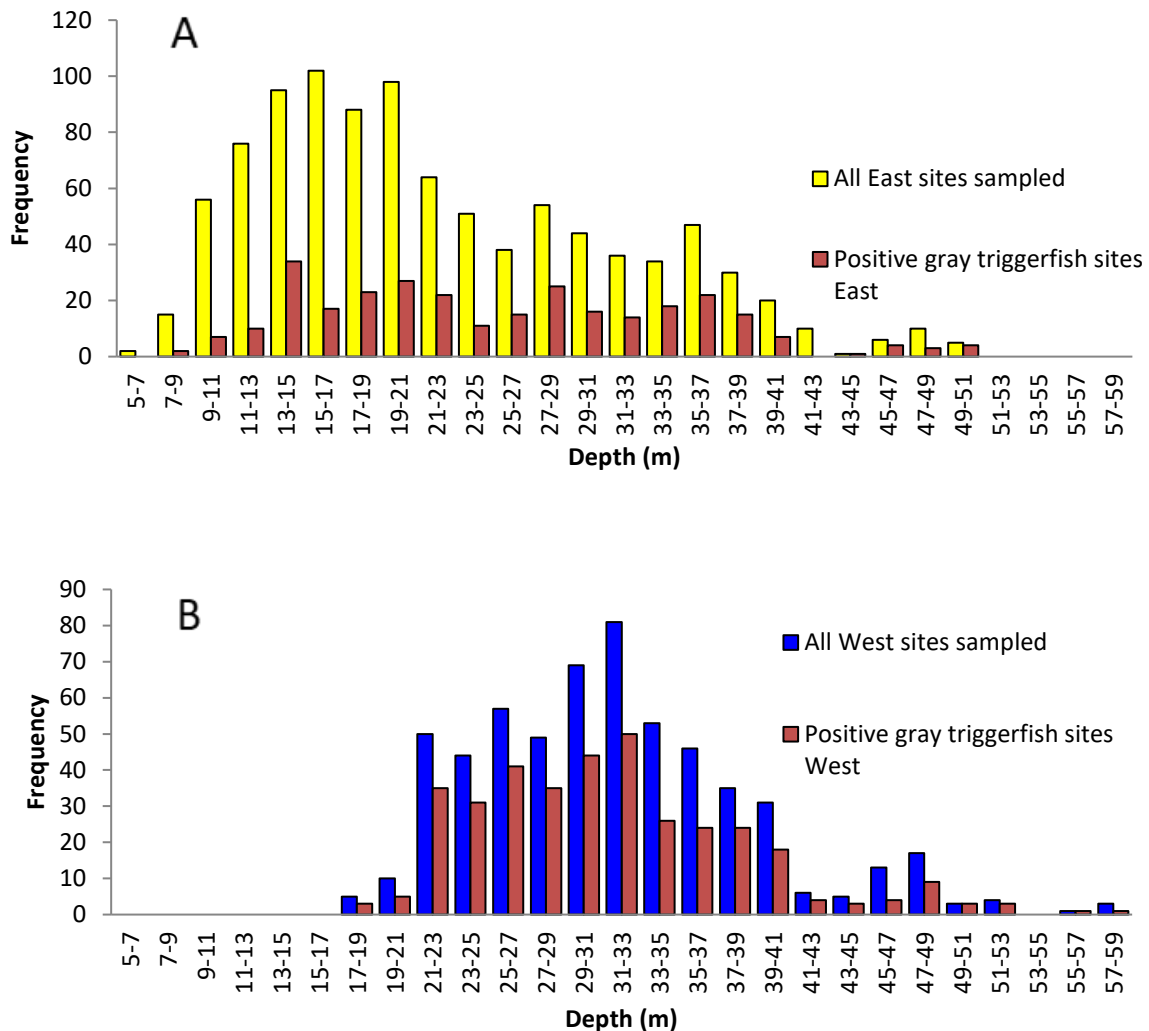 A
120
100
80
60
40
20
0
Frequency
All East sites sampled
Positive gray triggerfish sites
East
5-7 7-9 9-11 11-13 13-15 15-17 17-19 19-21 21-23 23-25 25-27 27-29 29-31 31-33 33-35 35-37 37-39 39-41 41-43 43-45 45-47 47-49 49-51 51-53 53-55 55-57 57-59
Depth (m)
B
90
80
70
60
50
40
30
20
10
0
Frequency
All West sites sampled
Positive gray triggerfish sites
West
5-7 7-9 9-11 11-13 13-15 15-17 17-19 19-21 21-23 23-25 25-27 27-29 29-31 31-33 33-35 35-37 37-39 39-41 41-43 43-45 45-47 47-49 49-51 51-53 53-55 55-57 57-59
Depth (m)